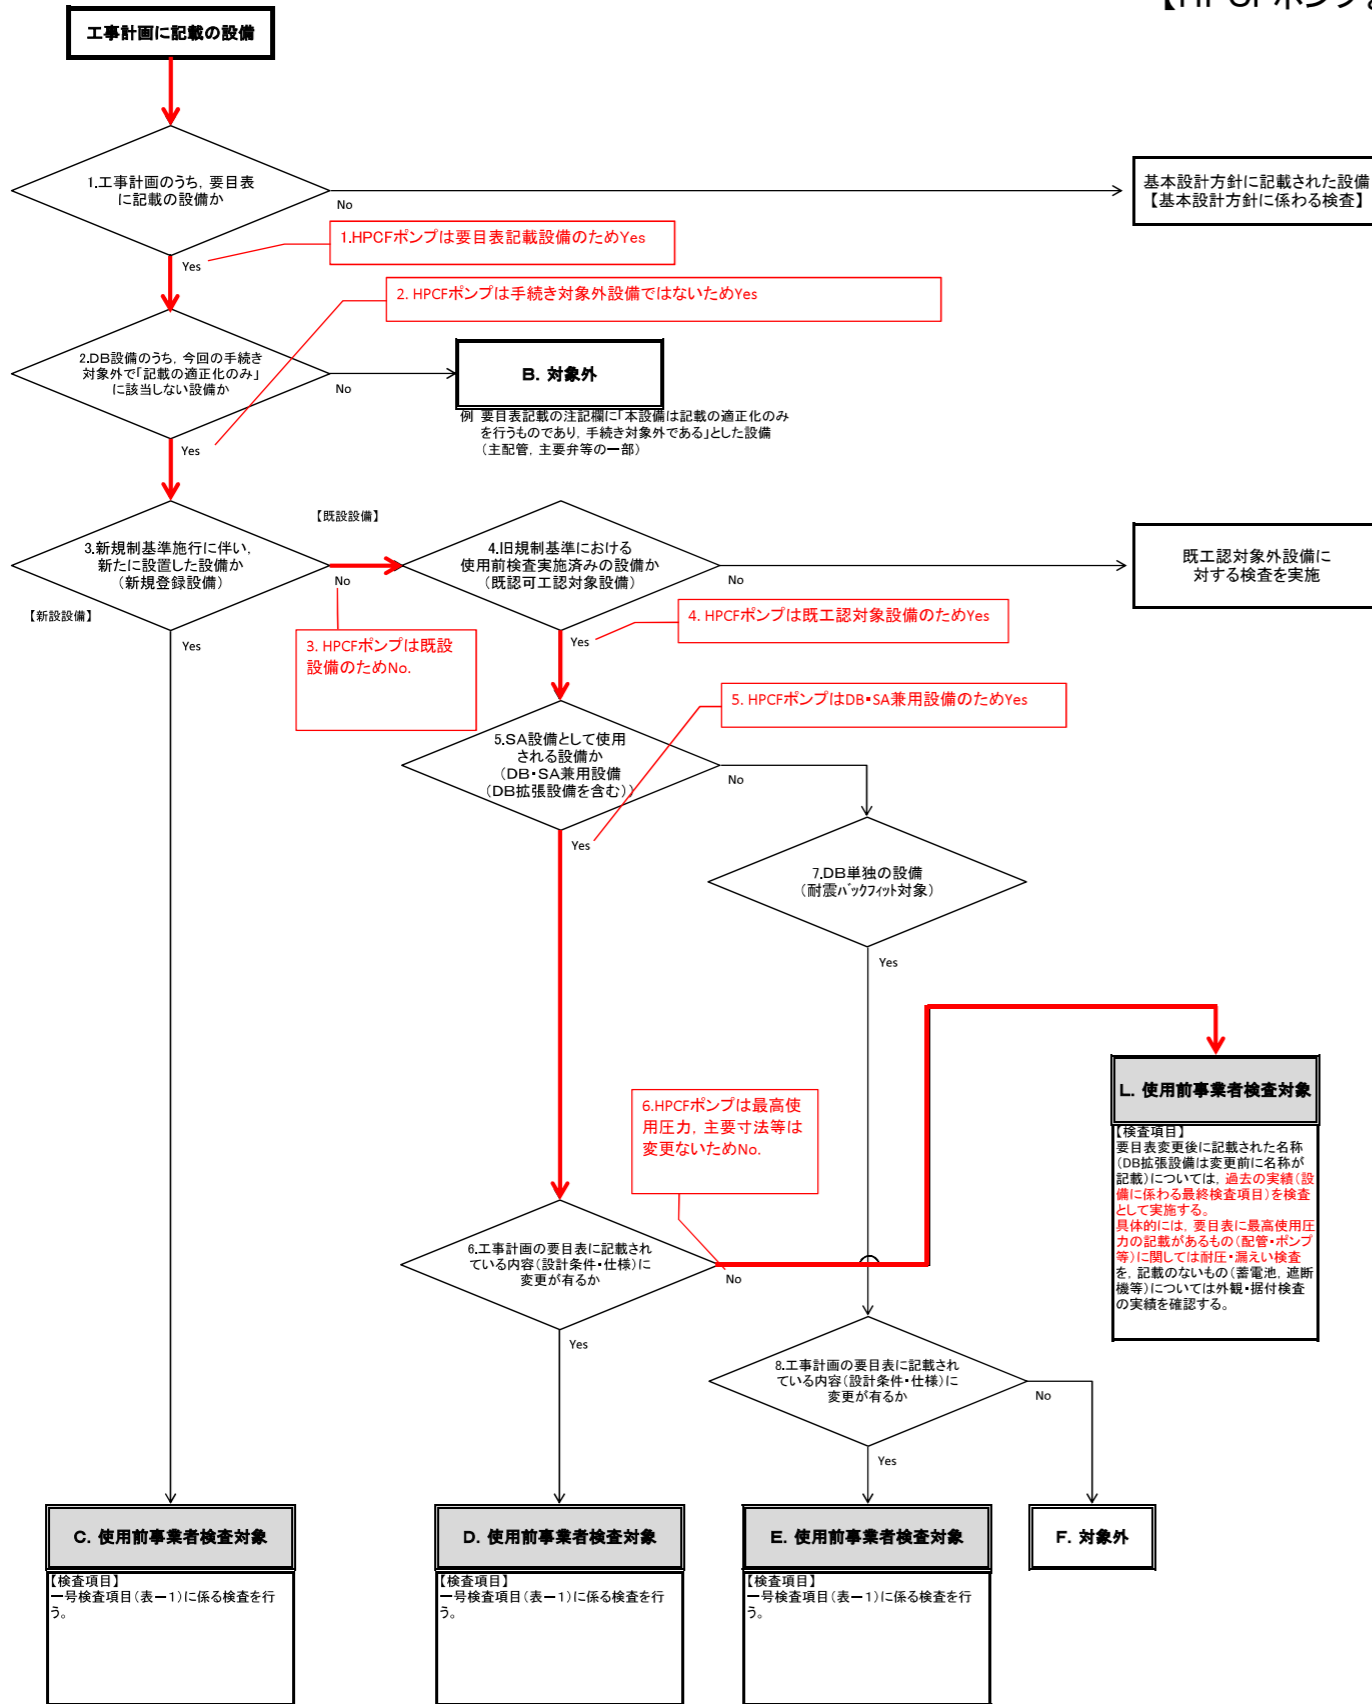 【HPCFポンプ
工事計画に記載の設備
1.工事計画のうち，要目表
に記載の設備か
No
基本設計方針に記載された設備
【基本設計方針に係わる検査】
1.HPCFポンプは要目表記載設備のためYes
Yes
2. HPCFポンプは手続き対象外設備ではないためYes
2.DB設備のうち，今回の手続き
対象外で「記載の適正化のみ」
に該当しない設備か
No
B．対象外
例　要目表記載の注記欄に「本設備は記載の適正化のみ
を行うものであり，手続き対象外である」とした設備
（主配管，主要弁等の一部）
Yes
【既設設備】
3.新規制基準施行に伴い，
新たに設置した設備か
（新規登録設備）
No
【新設設備】
Yes
4.旧規制基準における
使用前検査実施済みの設備か
（既認可工認対象設備）
No
既工認対象外設備に
対する検査を実施
3. HPCFポンプは既設
設備のためNo.
4. HPCFポンプは既工認対象設備のためYes
Yes
5. HPCFポンプはDB・SA兼用設備のためYes
5.SA設備として使用
される設備か
（DB・SA兼用設備
（DB拡張設備を含む））
No
Yes
7.DB単独の設備
（耐震バックフィット対象）
Yes
6.HPCFポンプは最高使
用圧力，主要寸法等は
変更ないためNo.
L．使用前事業者検査対象
【検査項目】
要目表変更後に記載された名称
（DB拡張設備は変更前に名称が
記載）については，過去の実績（設
備に係わる最終検査項目）を検査
として実施する。
具体的には，要目表に最高使用圧
力の記載があるもの（配管・ポンプ
等）に関しては耐圧・漏えい検査
を，記載のないもの（蓄電池，遮断
機等）については外観・据付検査
の実績を確認する。
6.工事計画の要目表に記載され
ている内容（設計条件・仕様）に
変更が有るか
No
Yes
8.工事計画の要目表に記載され
ている内容（設計条件・仕様）に
変更が有るか
No
Yes
C．使用前事業者検査対象
【検査項目】
一号検査項目（表－1）に係る検査を行
う。
D．使用前事業者検査対象
【検査項目】
一号検査項目（表－1）に係る検査を行
う。
E．使用前事業者検査対象
【検査項目】
一号検査項目（表－1）に係る検査を行
う。
F．対象外